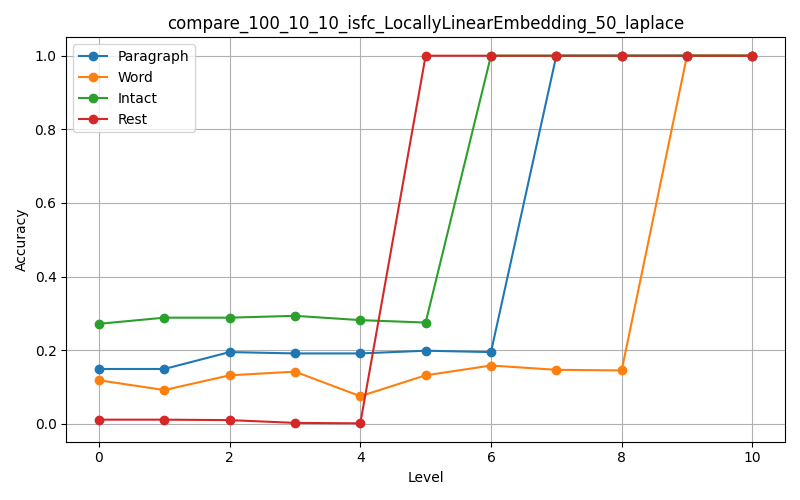 compare_100_10_10_isfc_LocallyLinearEmbedding_50_laplace
Paragraph
Word
Intact
Rest
1.0
0.8
0.6
0.4
0.2
0.0
Accuracy
0 2 4 6 8 10
Level